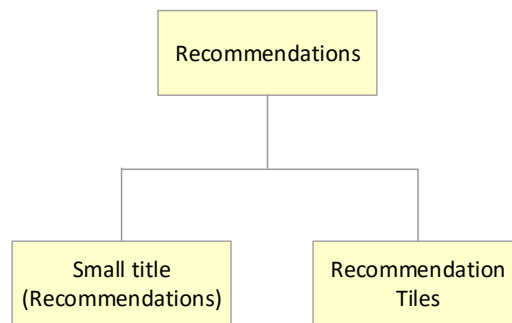 Recommendations
Small title
(Recommendations)
Recommendation
Tiles